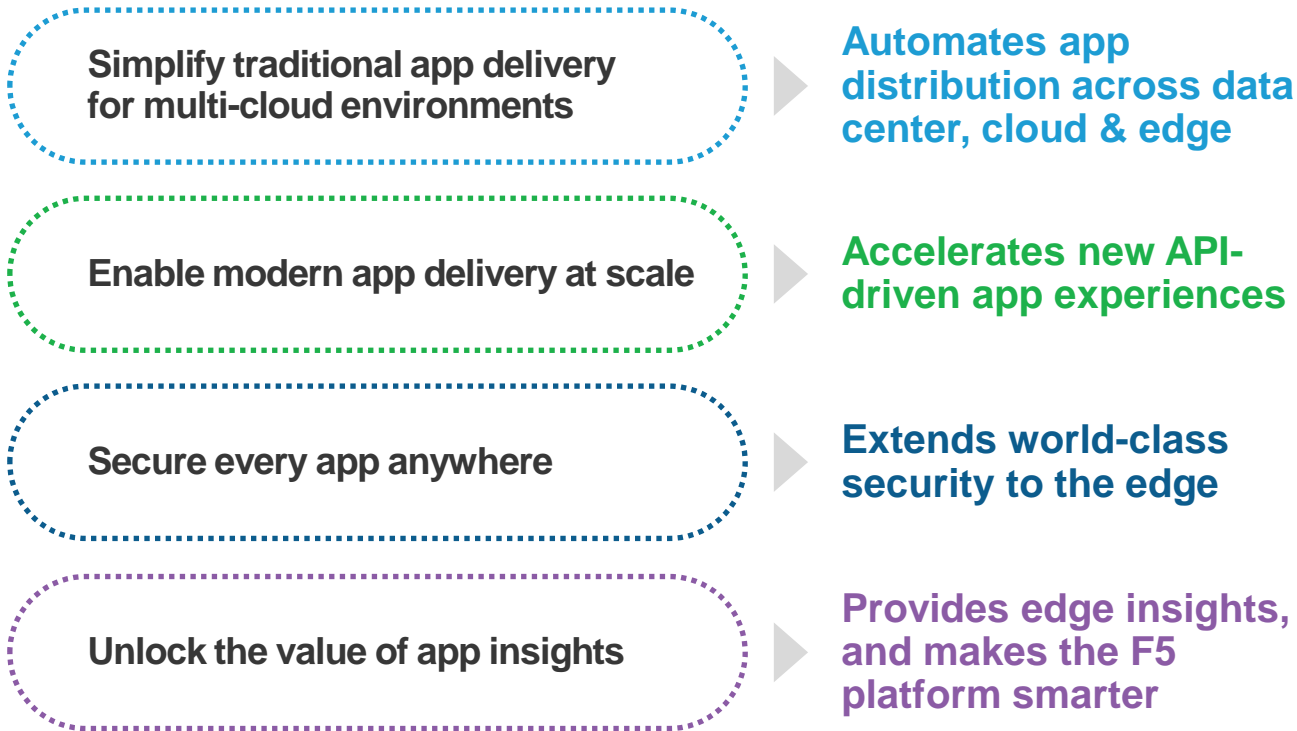 Simplify traditional app delivery
for multi-cloud environments
Automates app
distribution across data
center, cloud & edge
Enable modern app delivery at scale
Accelerates new API-
driven app experiences
Secure every app anywhere
Extends world-class
security to the edge
Unlock the value of app insights
Provides edge insights,
and makes the F5
platform smarter